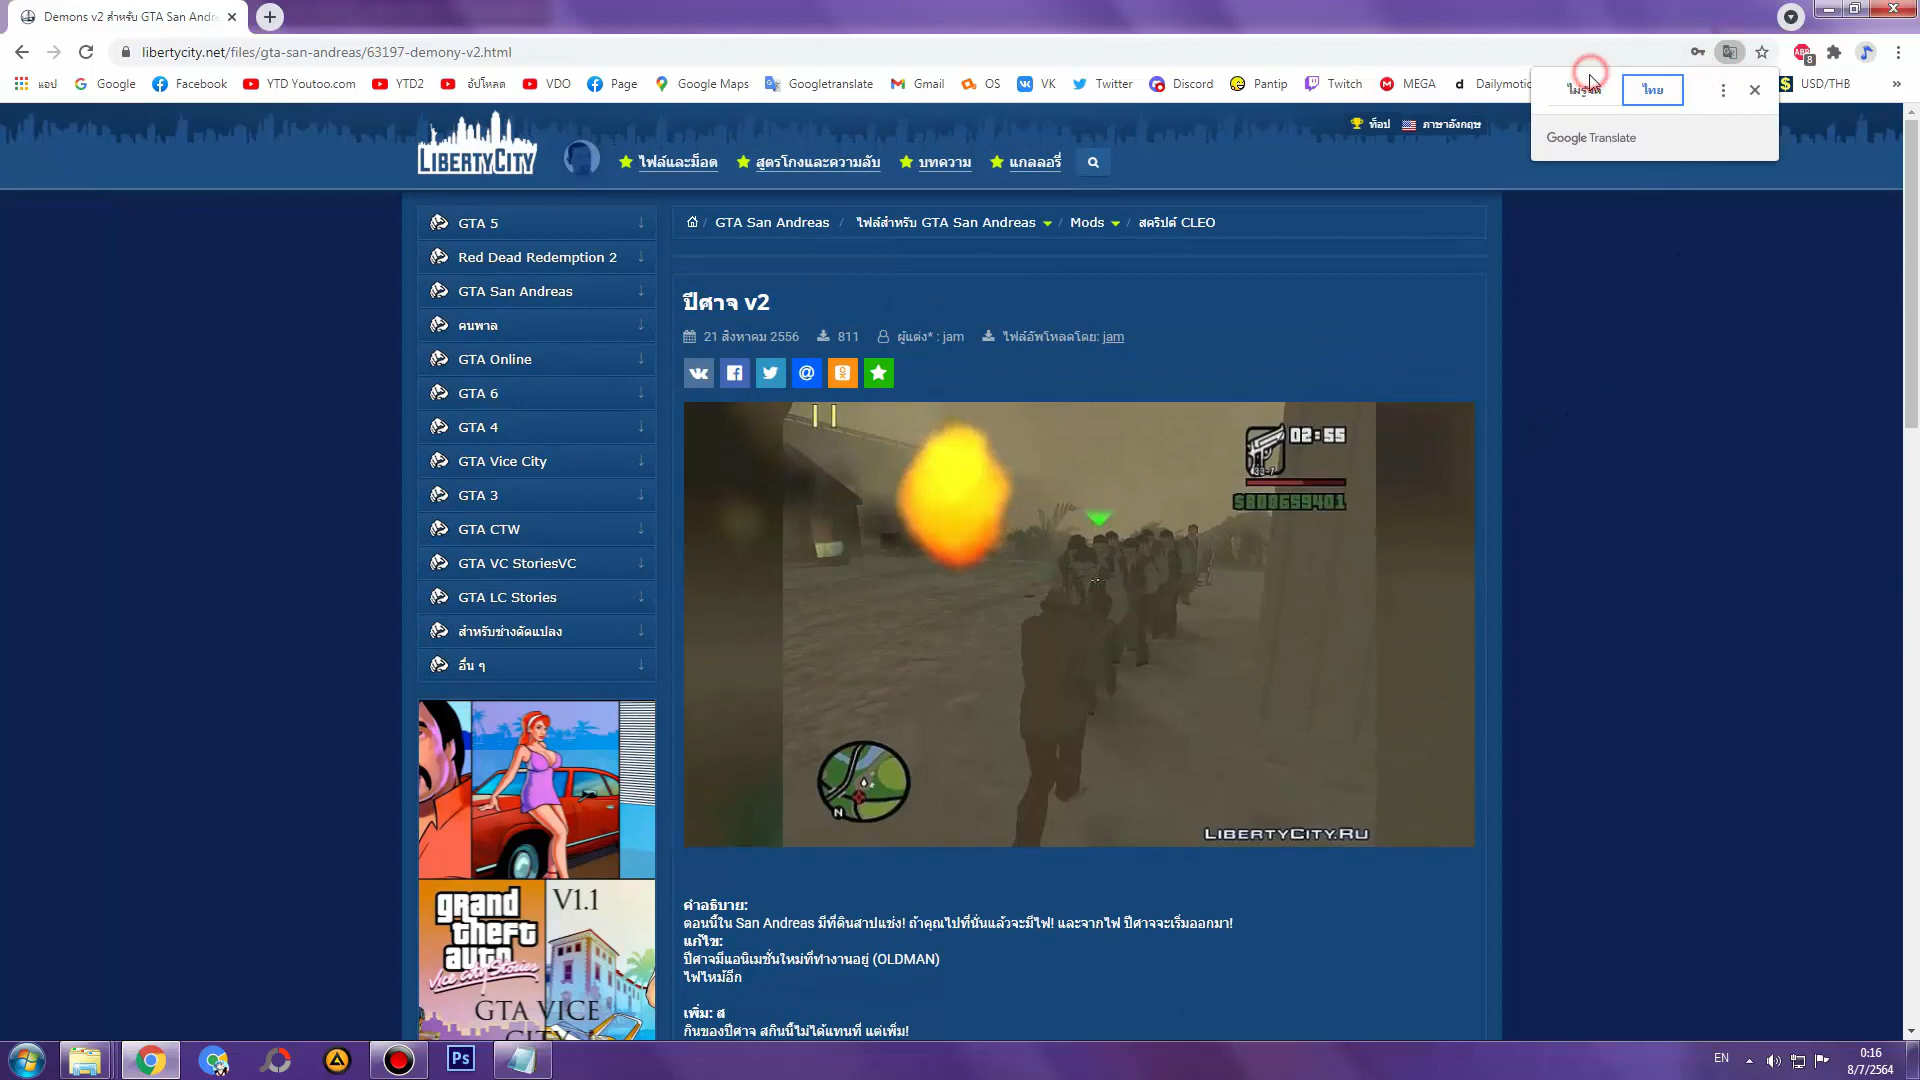 Demons v2 สำหรับ GTA San Andre
libertycity.net/files/gta-san-andreas/63197-demony-v2.html
แอป
Google
Facebook
YTD Youtoo.com
YTD2
อัปโหลด
VDO
Page
Google Maps
Googletranslate
Gmail
OS
VK
Twitter
Discord
Pantip
Twitch
MEGA
Dailymotio
USD/THB
»
ABP
8
ไทย
Google Translate
LIBERTYCITY
ท็อป
ภาษาอังกฤษ
ไฟล์และม็อด
สูตรโกงและความลับ
บทความ
แกลลอรี่
GTA 5
Red Dead Redemption 2
GTA San Andreas
คนพาล
GTA Online
GTA 6
GTA 4
GTA Vice City
GTA 3
GTA CTW
GTA VC StoriesVC
GTA LC Stories
สำหรับช่างดัดแปลง
อื่น ๆ
/ GTA San Andreas / ไฟล์สำหรับ GTA San Andreas / Mods / สคริปต์ CLEO
ปีศาจ v2
21 สิงหาคม 2556
811
ผู้แต่ง* : jam
ไฟล์อัพโหลดโดย: jam
02:55
33-7
N
LIBERTYCITY.RU
คำอธิบาย:
ตอนนี้ใน San Andreas มีที่ดินสาปแช่ง! ถ้าคุณไปที่นั่นแล้วจะมีไฟ! และจากไฟ ปีศาจจะเริ่มออกมา!
แก้ไข:
ปีศาจมีแอนิเมชั่นใหม่ที่ทำงานอยู่ (OLDMAN)
ไฟไหม้อีก
เพิ่ม: ส
กินของปีศาจ สกินนี้ไม่ได้แทนที่ แต่เพิ่ม!
grand
theft
auto
Vice City Stories
V1.1
GTA VICE
CITY
Ps
EN
0:16
8/7/2564